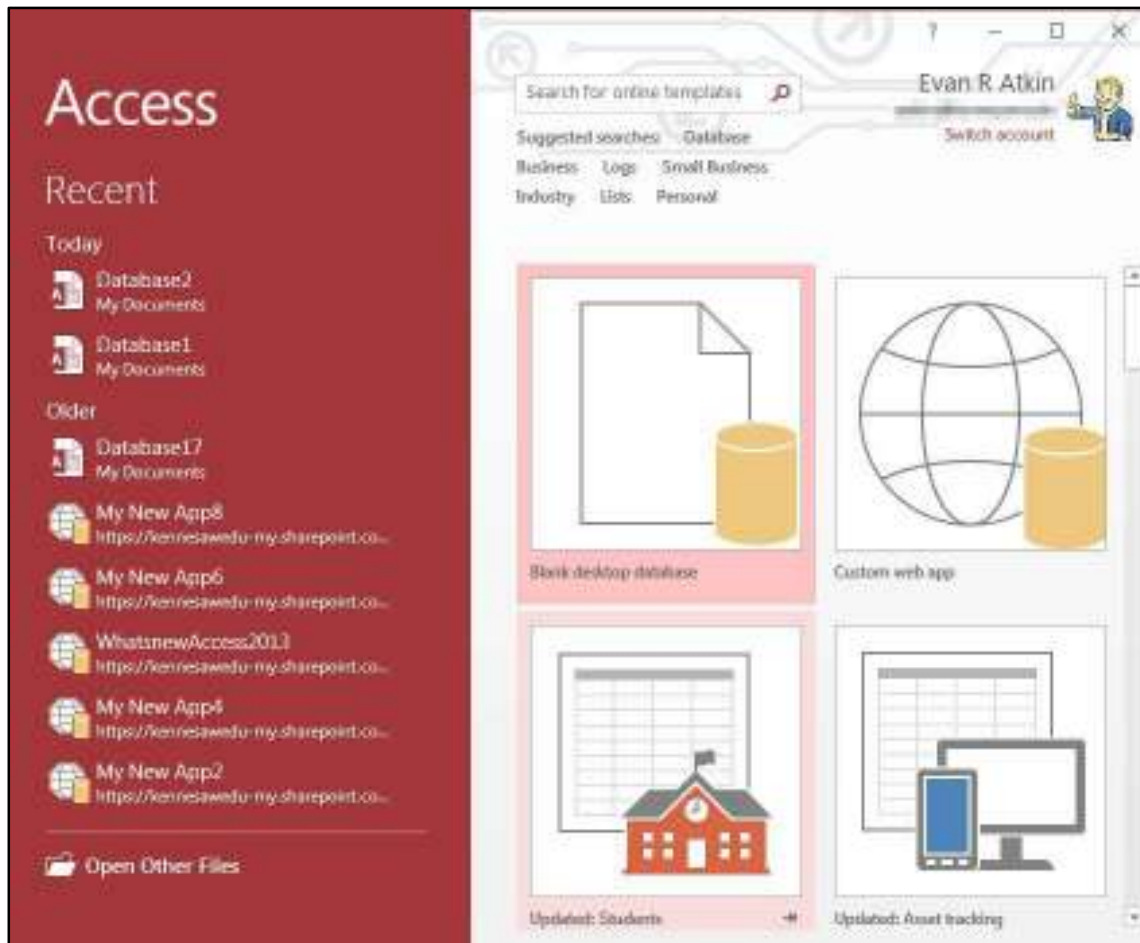 Access
Recent
Today
Database2
My Documents
Database1
My Documents
Older
Database17
My Documents
My New App8
https://kennesawedu-my.sharepoint.co...
My New App6
https://kennesawedu-my.sharepoint.co...
WhatsnewAccess2013
https://kennesawedu-my.sharepoint.co...
My New App4
https://kennesawedu-my.sharepoint.co...
My New App2
https://kennesawedu-my.sharepoint.co...
Open Other Files
?
Search for online templates
Evan R Atkin
Switch account
Suggested searches: Database
Business Logs Small Business
Industry Lists Personal
Blank desktop database
Custom web app
Updated: Students
Updated: Asset tracking